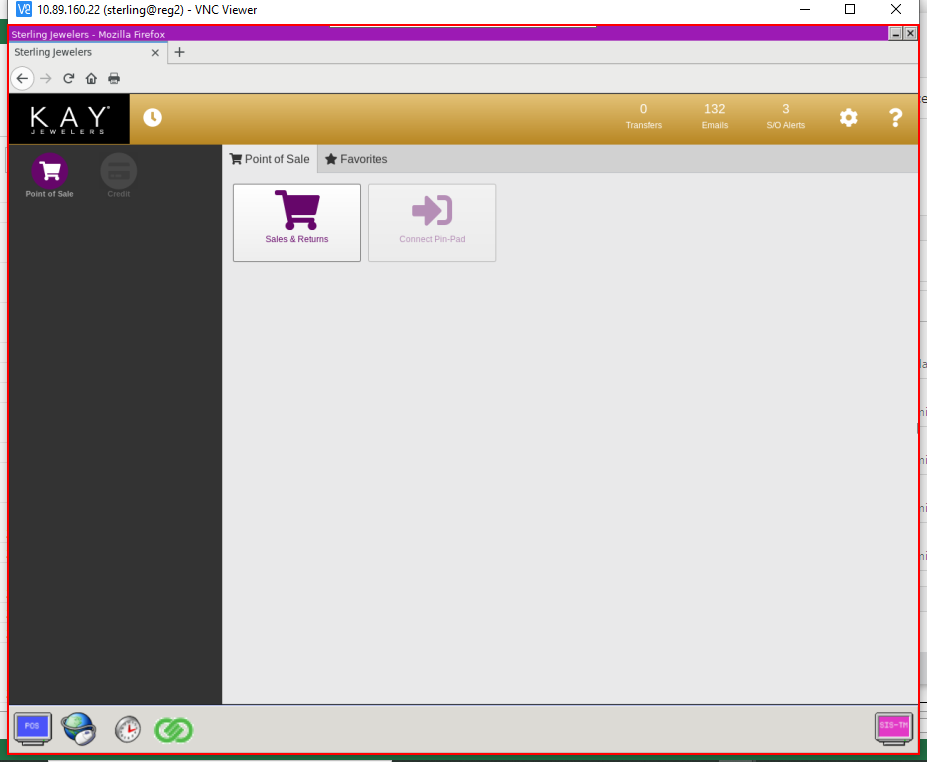 10.89.160.22 (sterling@reg2) - VNC Viewer
Sterling Jewelers - Mozilla Firefox
Sterling Jewelers
KAY
JEWELERS
0
Transfers
132
Emails
3
S/O Alerts
Point of Sale
Credit
Point of Sale
Favorites
Sales & Returns
Connect Pin-Pad
POS
SIS-TM